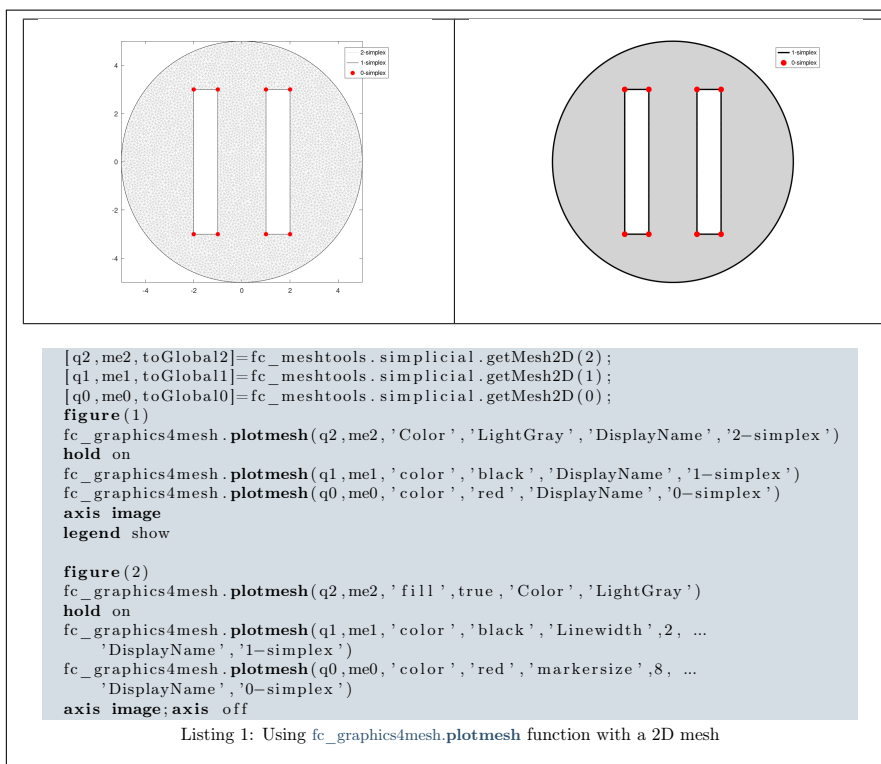 2-simplex
1-simplex
0-simplex
4
2
0
-2
-4
-4 -2 0 2 4
1-simplex
0-simplex
[q2,me2,toGlobal2]=fc_meshtools.simplicial.getMesh2D(2);
[q1,me1,toGlobal1]=fc_meshtools.simplicial.getMesh2D(1);
[q0,me0,toGlobal0]=fc_meshtools.simplicial.getMesh2D(0);
figure(1)
fc_graphics4mesh.plotmesh(q2,me2,'Color','LightGray','DisplayName','2−simplex')
hold on
fc_graphics4mesh.plotmesh(q1,me1,'color','black','DisplayName','1−simplex')
fc_graphics4mesh.plotmesh(q0,me0,'color','red','DisplayName','0−simplex')
axis image
legend show
figure(2)
fc_graphics4mesh.plotmesh(q2,me2,'fill',true,'Color','LightGray')
hold on
fc_graphics4mesh.plotmesh(q1,me1,'color','black','Linewidth',2, ...
'DisplayName','1−simplex')
fc_graphics4mesh.plotmesh(q0,me0,'color','red','markersize',8, ...
'DisplayName','0−simplex')
axis image;axis off
Listing 1: Using fc_graphics4mesh.plotmesh function with a 2D mesh